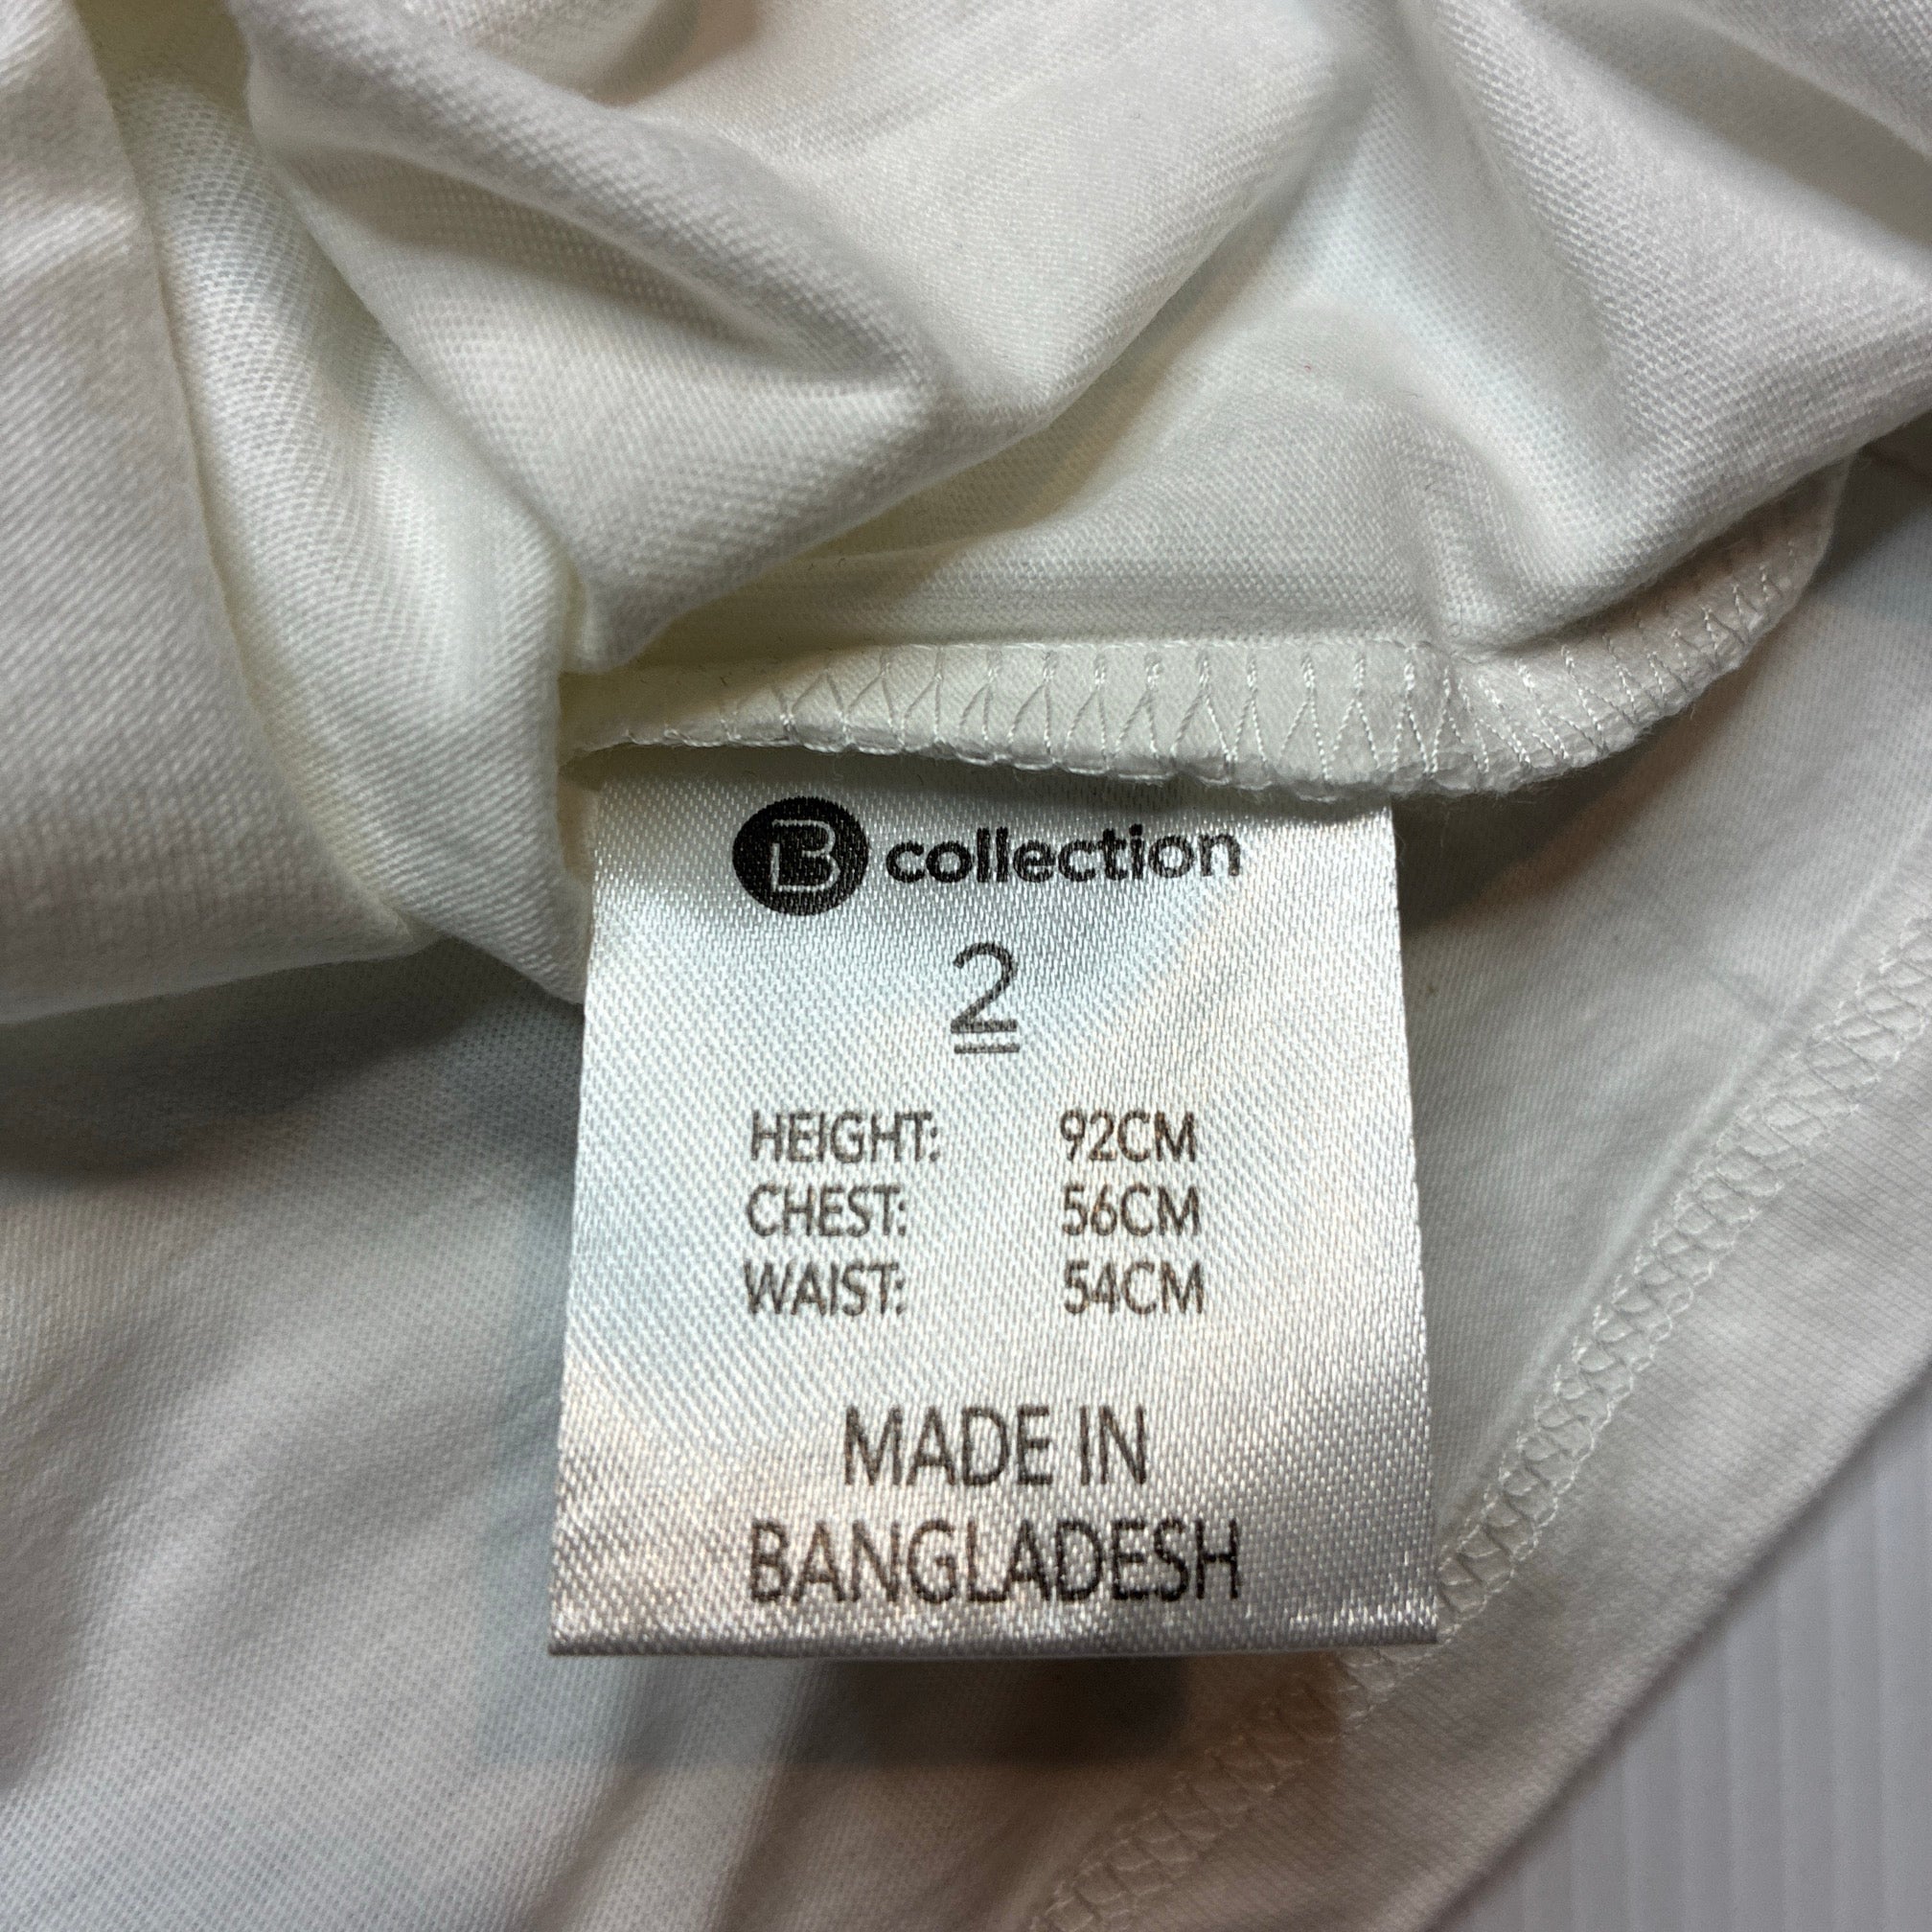 B collection
2
HEIGHT: 92CM
CHEST: 56CM
WAIST: 54CM
MADE IN
BANGLADESH